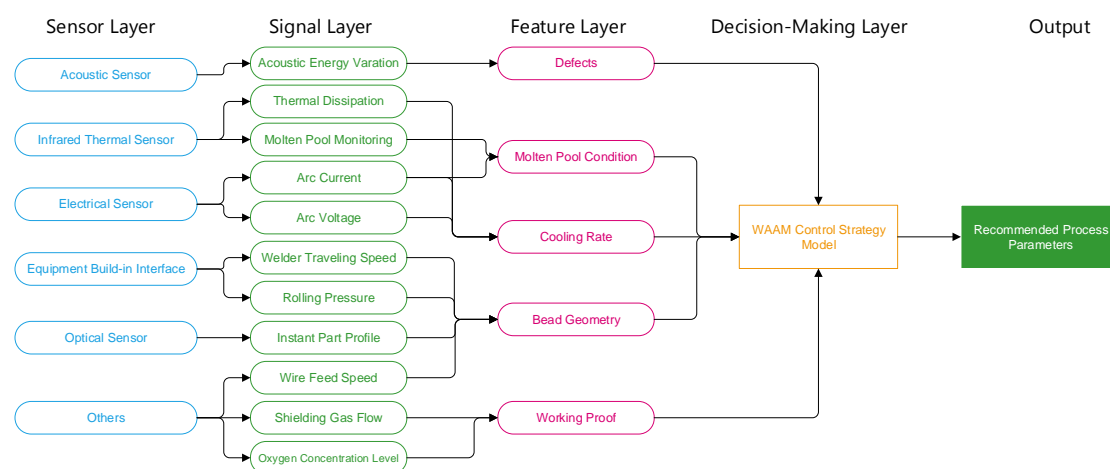 Sensor Layer
Signal Layer
Feature Layer
Decision-Making Layer
Output
Acoustic Sensor
Infrared Thermal Sensor
Electrical Sensor
Equipment Build-in Interface
Optical Sensor
Others
Acoustic Energy Varation
Thermal Dissipation
Molten Pool Monitoring
Arc Current
Arc Voltage
Welder Traveling Speed
Rolling Pressure
Instant Part Profile
Wire Feed Speed
Shielding Gas Flow
Oxygen Concentration Level
Defects
Molten Pool Condition
Cooling Rate
Bead Geometry
Working Proof
WAAM Control Strategy
Model
Recommended Process
Parameters